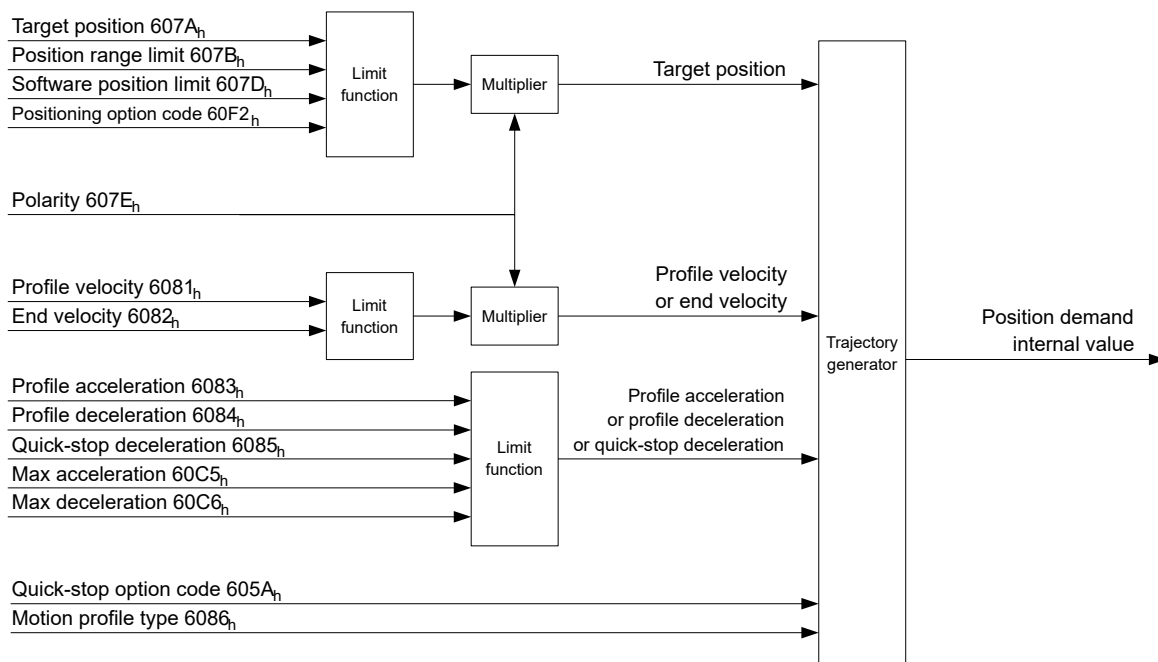 Target position 607Ah
Position range limit 607Bh
Software position limit 607Dh
Positioning option code 60F2h
Limit
function
Multiplier
Target position
Polarity 607Eh
Profile velocity 6081h
End velocity 6082h
Limit
function
Multiplier
Profile velocity
or end velocity
Trajectory
generator
Position demand
internal value
Profile acceleration 6083h
Profile deceleration 6084h
Quick-stop deceleration 6085h
Max acceleration 60C5h
Max deceleration 60C6h
Limit
function
Profile acceleration
or profile deceleration
or quick-stop deceleration
Quick-stop option code 605Ah
Motion profile type 6086h